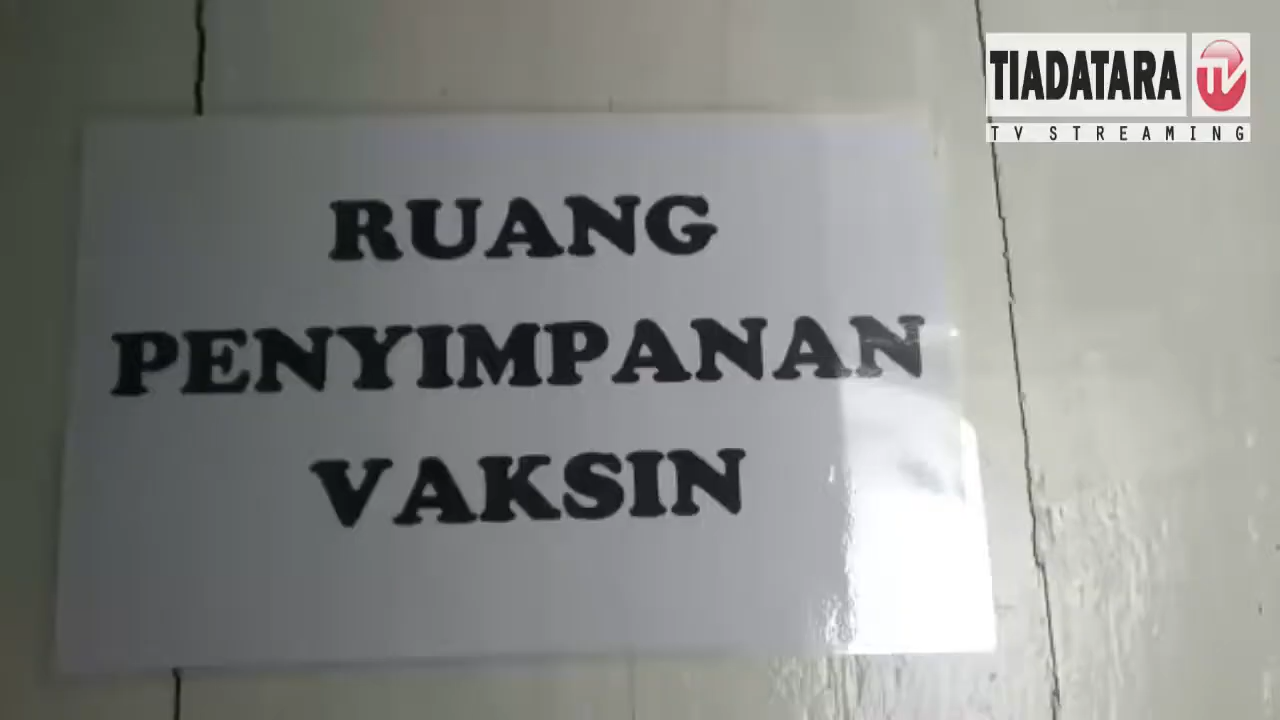 TIADATARA TV
TV STREAMING
RUANG
PENYIMPANAN
VAKSIN